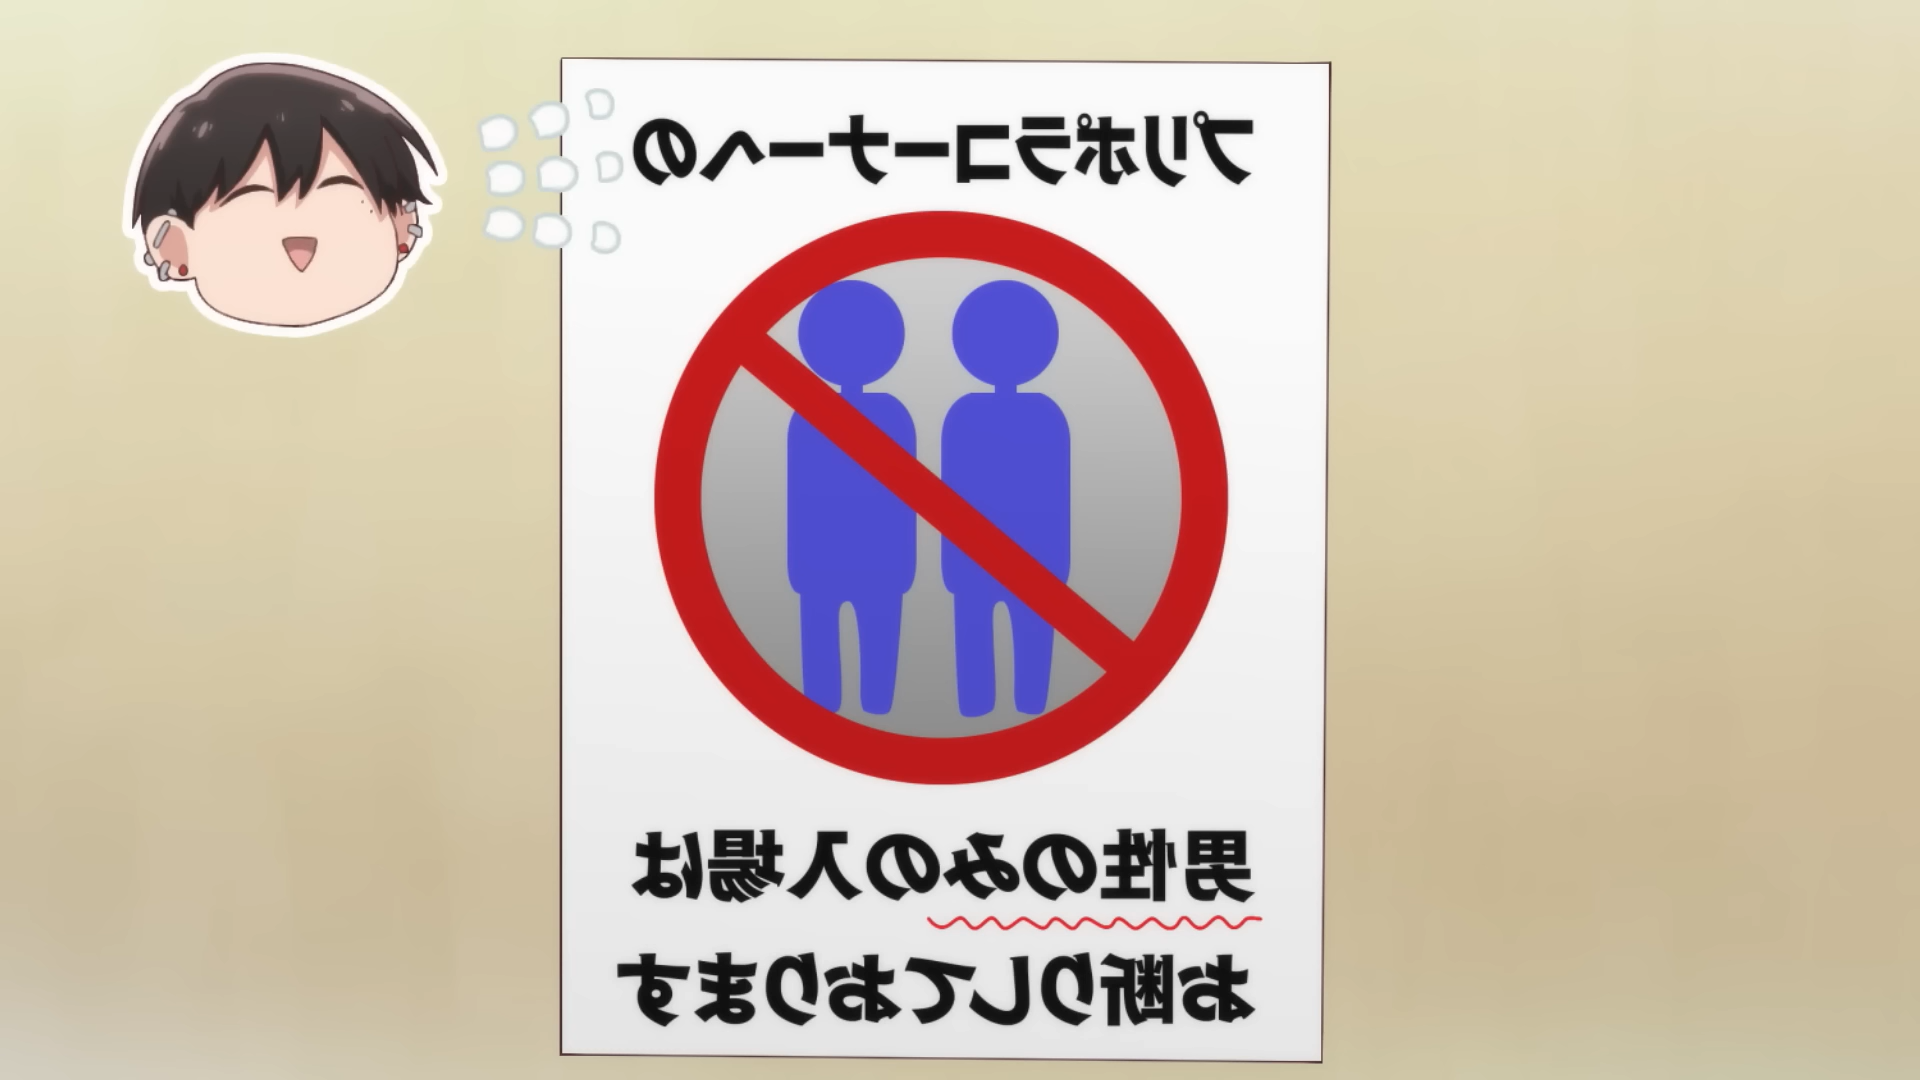 プリポラコーナーへの
男性のみの入場は
お断りしております